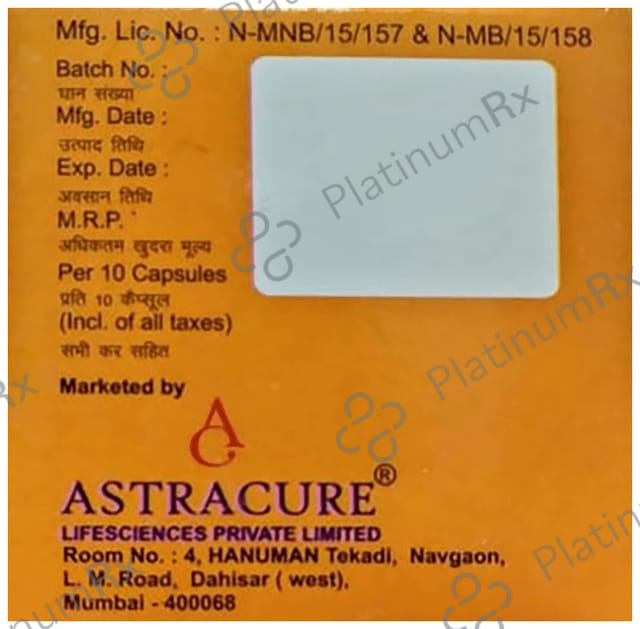 Mfg. Lic. No. : N-MNB/15/157 & N-MB/15/158
Batch No. :
घान संख्या
Mfg. Date :
उत्पाद तिथि
Exp. Date :
अवसान तिथि
M.R.P.
अधिकतम खुदरा मूल्य
Per 10 Capsules
प्रति 10 कॅप्सूल
(Incl. of all taxes)
सभी कर सहित
Marketed by
AC
ASTRACURE®
LIFESCIENCES PRIVATE LIMITED
Room No. : 4, HANUMAN Tekadi, Navgaon,
L. M. Road, Dahisar ( west),
Mumbai - 400068
PlatinumRx
PlatinumRx